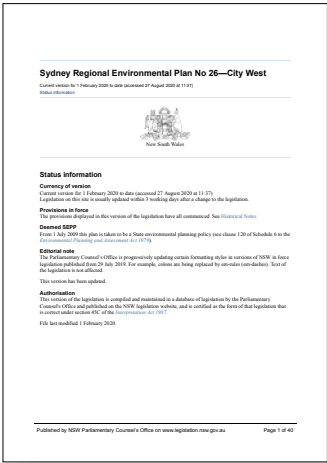 Sydney Regional Environmental Plan No 26—City West
Current version for 1 February 2020 to date (accessed 27 August 2020 at 11:37)
Status information
New South Wales
Status information
Currency of version
Current version for 1 February 2020 to date (accessed 27 August 2020 at 11:37)
Legislation on this site is usually updated within 3 working days after a change to the legislation.
Provisions in force
The provisions displayed in this version of the legislation have all commenced. See Historical Notes
Deemed SEPP
From 1 July 2009 this plan is taken to be a State environmental planning policy (see clause 120 of Schedule 6 to the
Environmental Planning and Assessment Act 1979).
Editorial note
The Parliamentary Counsel's Office is progressively updating certain formatting styles in versions of NSW in force
legislation published from 29 July 2019. For example, colons are being replaced by em-rules (em-dashes). Text of
the legislation is not affected.
This version has been updated.
Authorisation
This version of the legislation is compiled and maintained in a database of legislation by the Parliamentary
Counsel's Office and published on the NSW legislation website, and is certified as the form of that legislation that
is correct under section 45C of the Interpretation Act 1987.
File last modified 1 February 2020.
Published by NSW Parliamentary Counsel's Office on www.legislation.nsw.gov.au Page 1 of 40